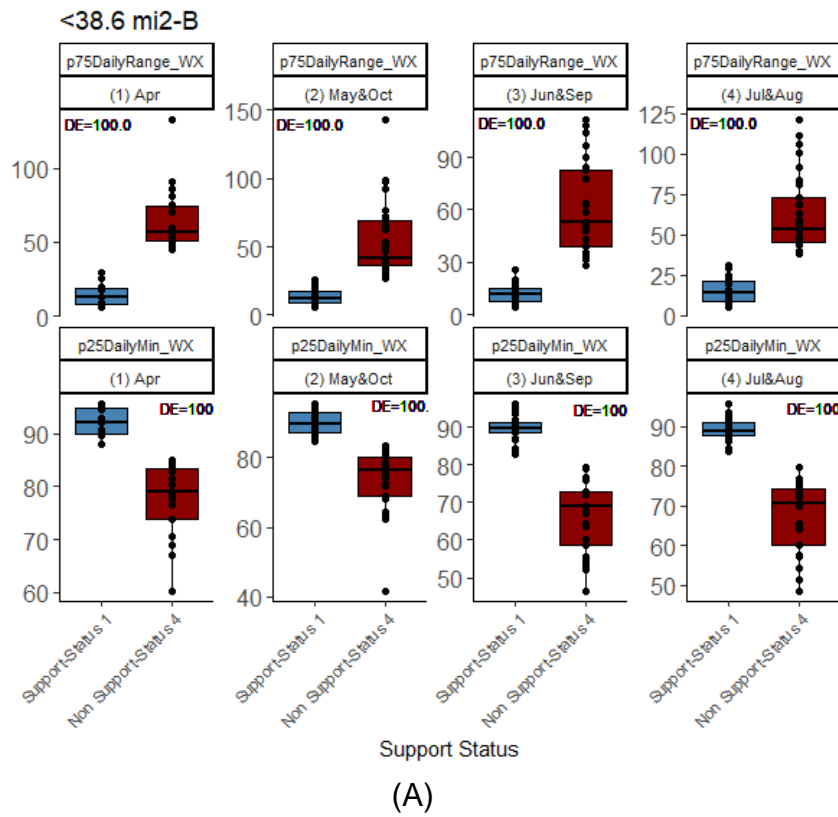 <38.6 mi2-B
p75DailyRange_WX p75DailyRange_WX p75DailyRange_WX p75DailyRange_WX
(1) Apr (2) May&Oct (3) Jun&Sep (4) Jul&Aug
DE=100.0 DE=100.0 DE=100.0 DE=100.0
100 50 0
150 100 50 0
90 60 30 0
125 100 75 50 25 0
p25DailyMin_WX p25DailyMin_WX p25DailyMin_WX p25DailyMin_WX
(1) Apr (2) May&Oct (3) Jun&Sep (4) Jul&Aug
DE=100 DE=100. DE=100 DE=100
90 80 70 60
80 60 40
90 80 70 60 50
90 80 70 60 50
Support-Status 1 Non Support-Status 4 Support-Status 1 Non Support-Status 4 Support-Status 1 Non Support-Status 4 Support-Status 1 Non Support-Status 4
Support Status
(A)